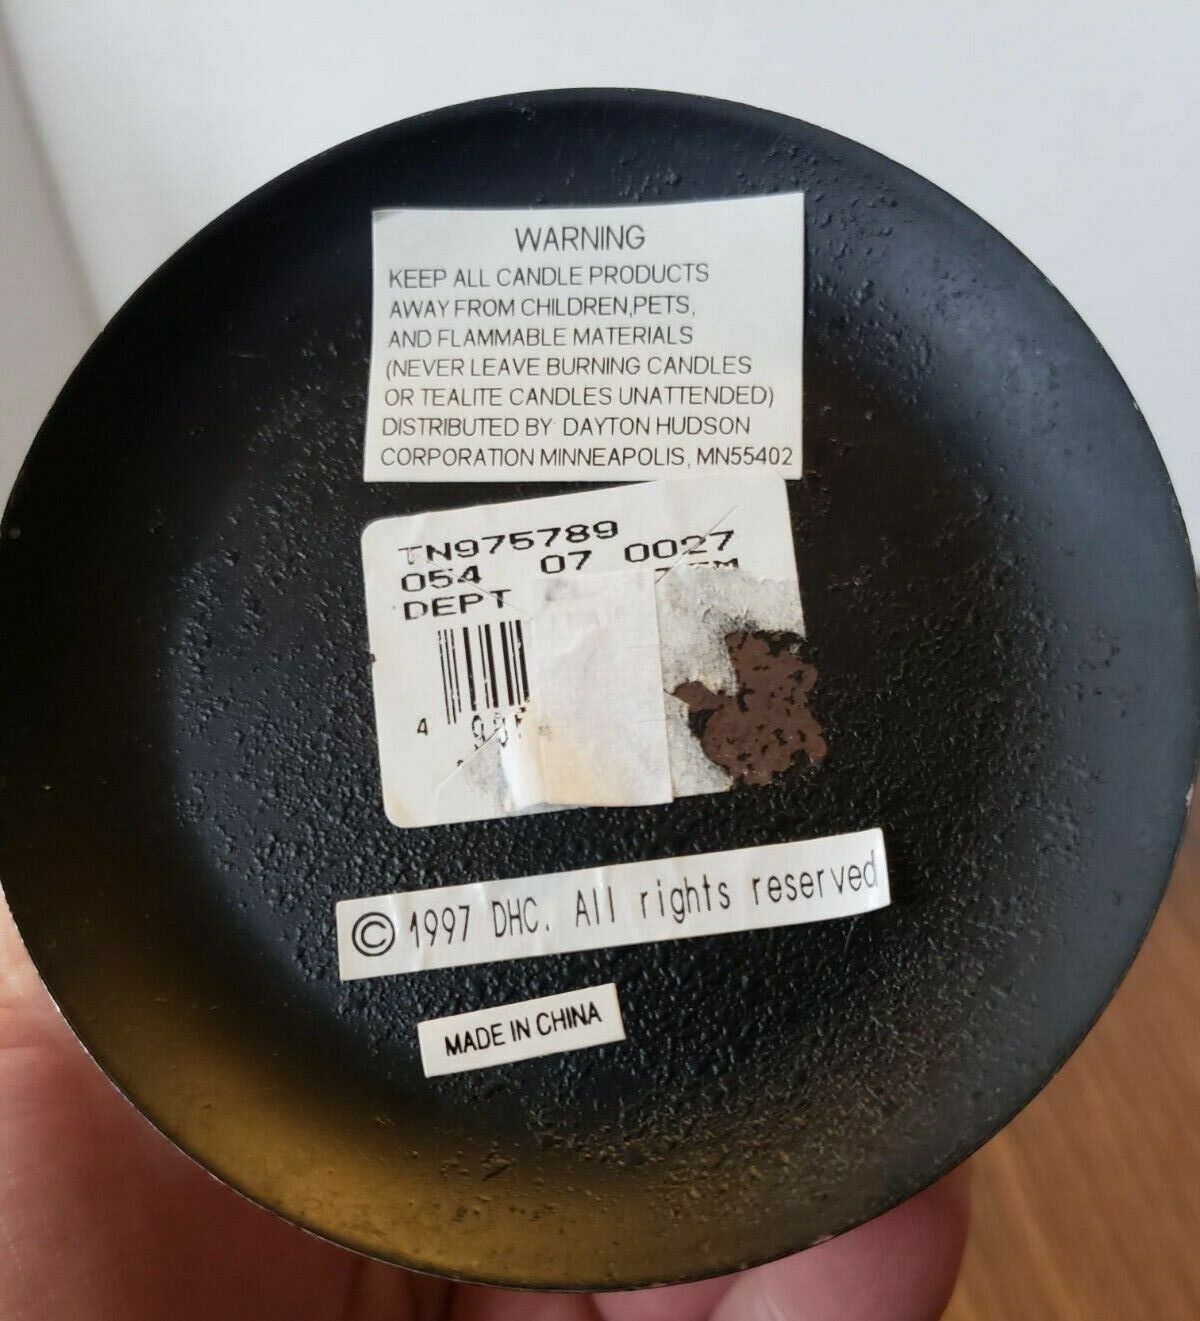 WARNING
KEEP ALL CANDLE PRODUCTS
AWAY FROM CHILDREN,PETS,
AND FLAMMABLE MATERIALS
(NEVER LEAVE BURNING CANDLES
OR TEALITE CANDLES UNATTENDED)
DISTRIBUTED BY DAYTON HUDSON
CORPORATION MINNEAPOLIS, MN55402
TN975789
054 07 0027
DEPT
4
© 1997 DHC. All rights reserved
MADE IN CHINA